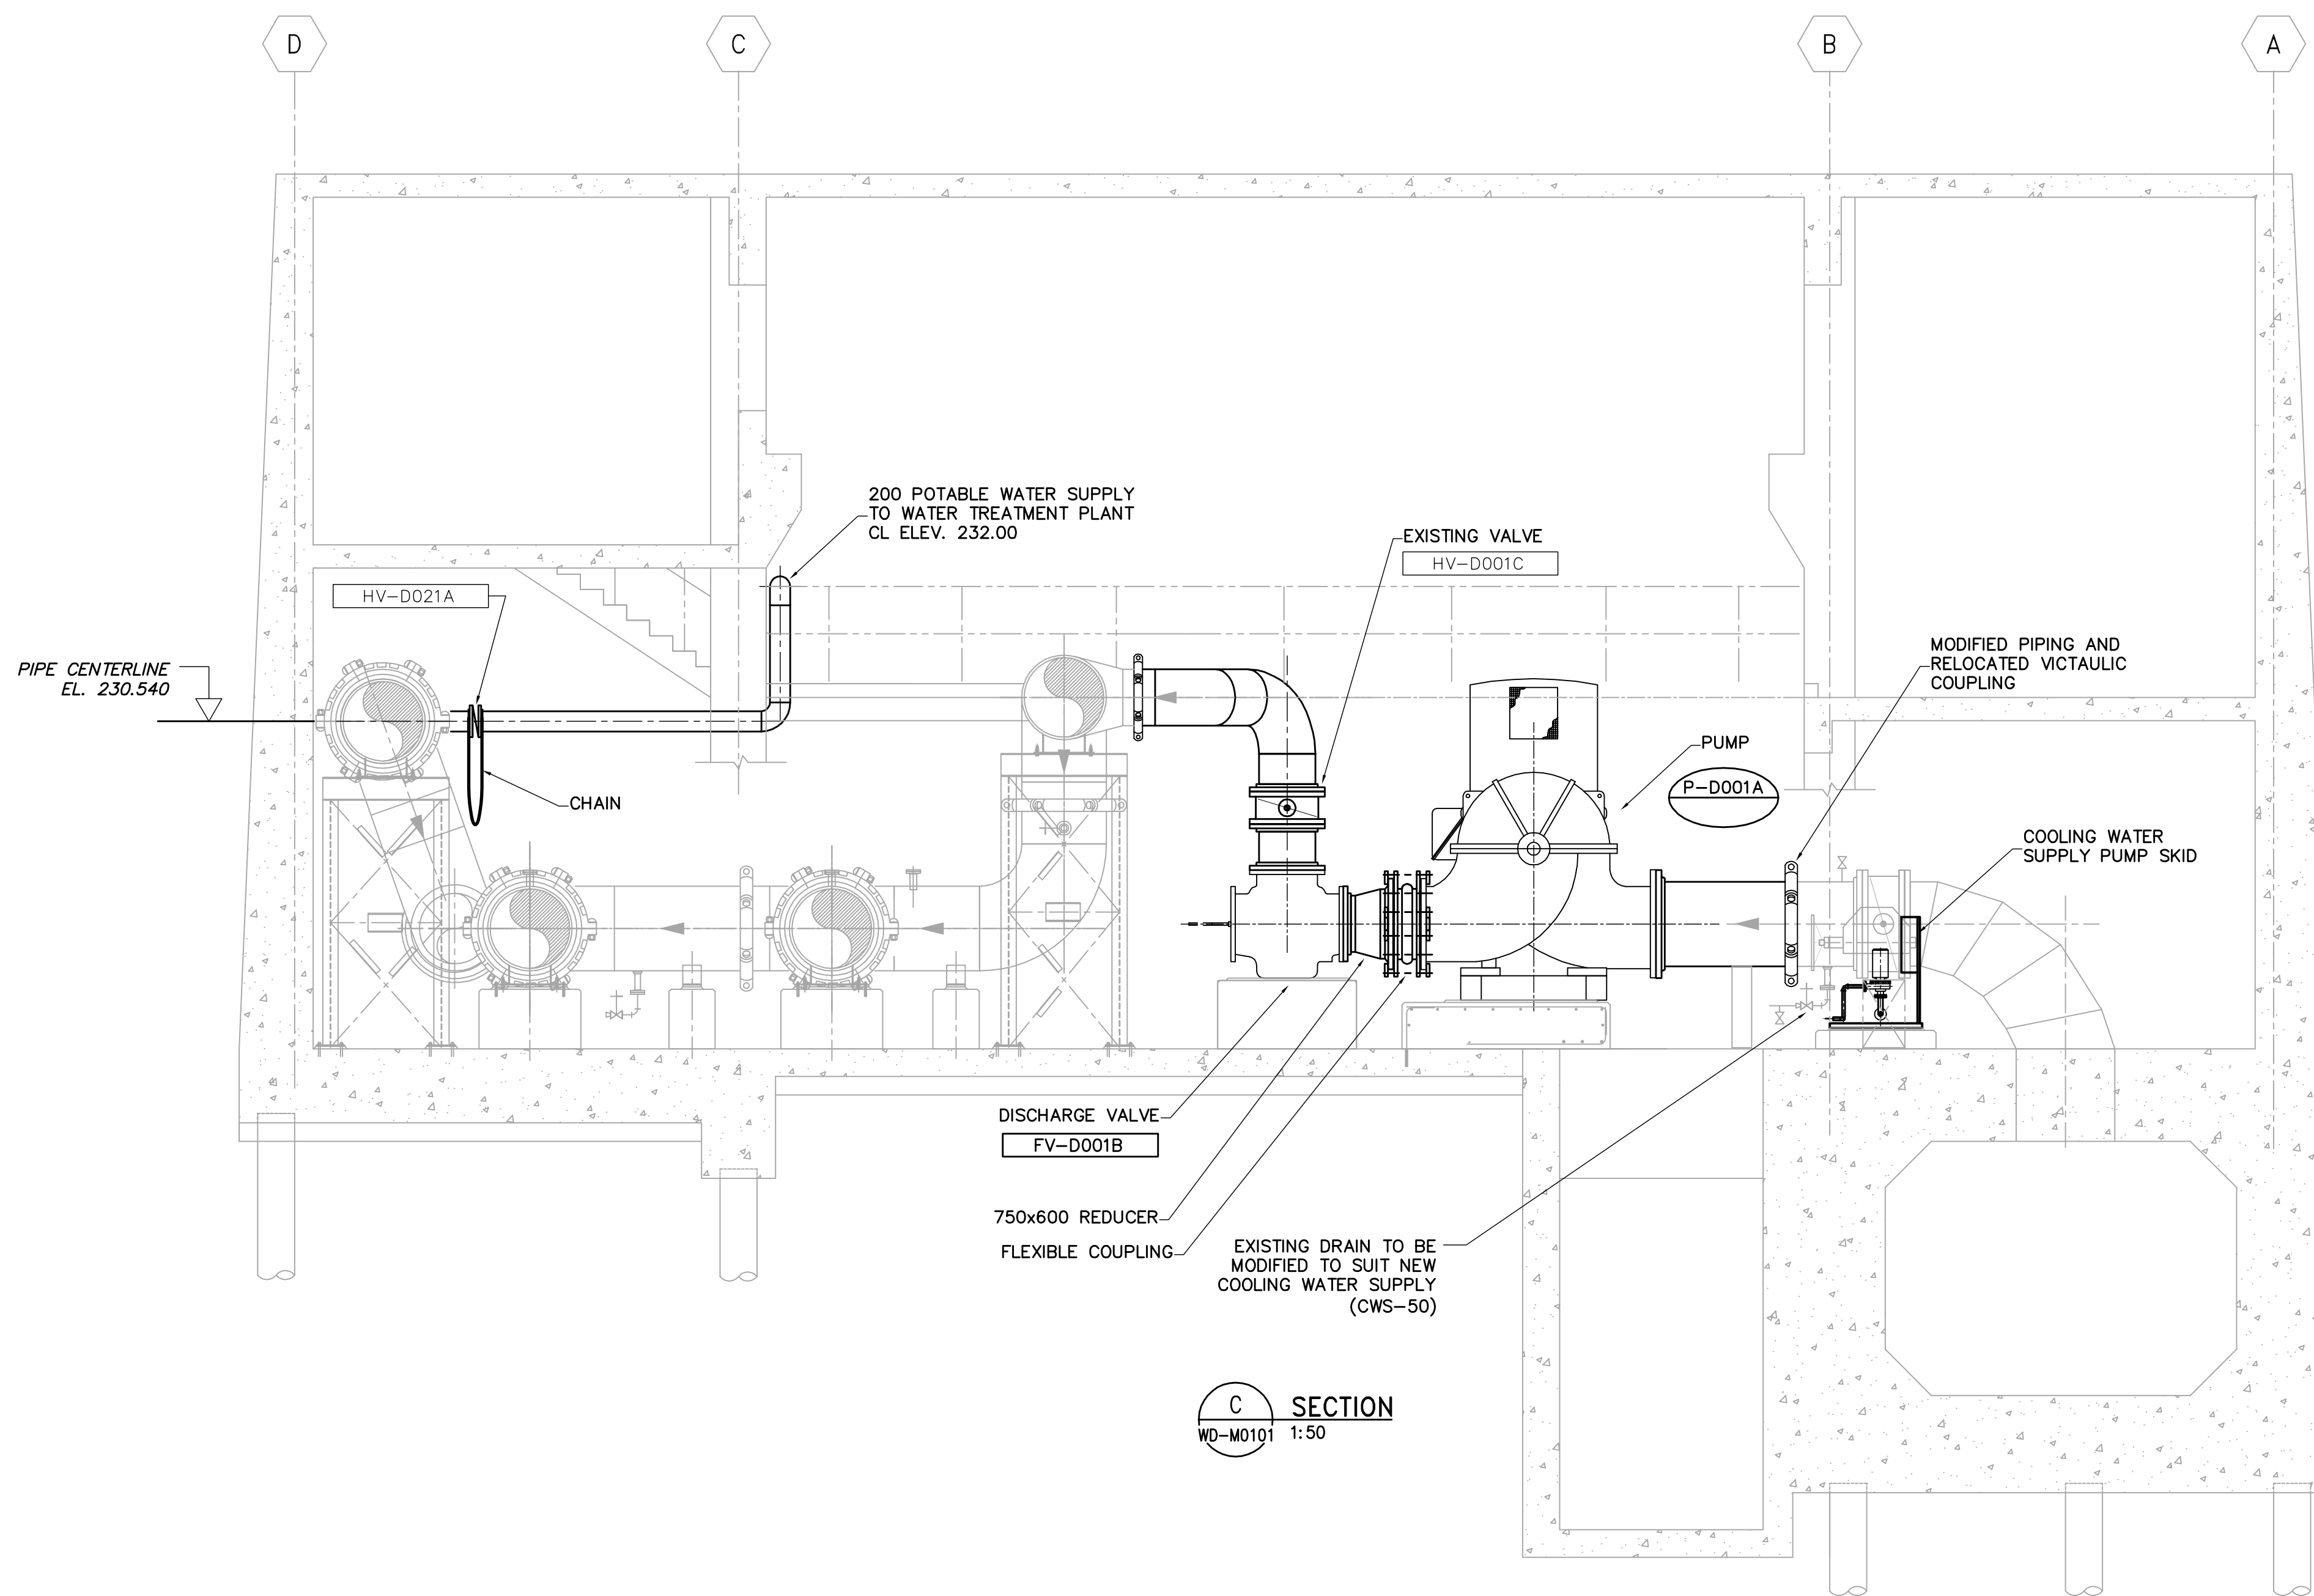 D
C
B
A
200 POTABLE WATER SUPPLY
TO WATER TREATMENT PLANT
CL ELEV. 232.00
EXISTING VALVE
HV-D001C
HV-D021A
PIPE CENTERLINE
EL. 230.540
MODIFIED PIPING AND
RELOCATED VICTAULIC
COUPLING
PUMP
P-D001A
CHAIN
COOLING WATER
SUPPLY PUMP SKID
DISCHARGE VALVE
FV-D001B
750x600 REDUCER
FLEXIBLE COUPLING
EXISTING DRAIN TO BE
MODIFIED TO SUIT NEW
COOLING WATER SUPPLY
(CWS-50)
C
WD-M0101
SECTION
1:50